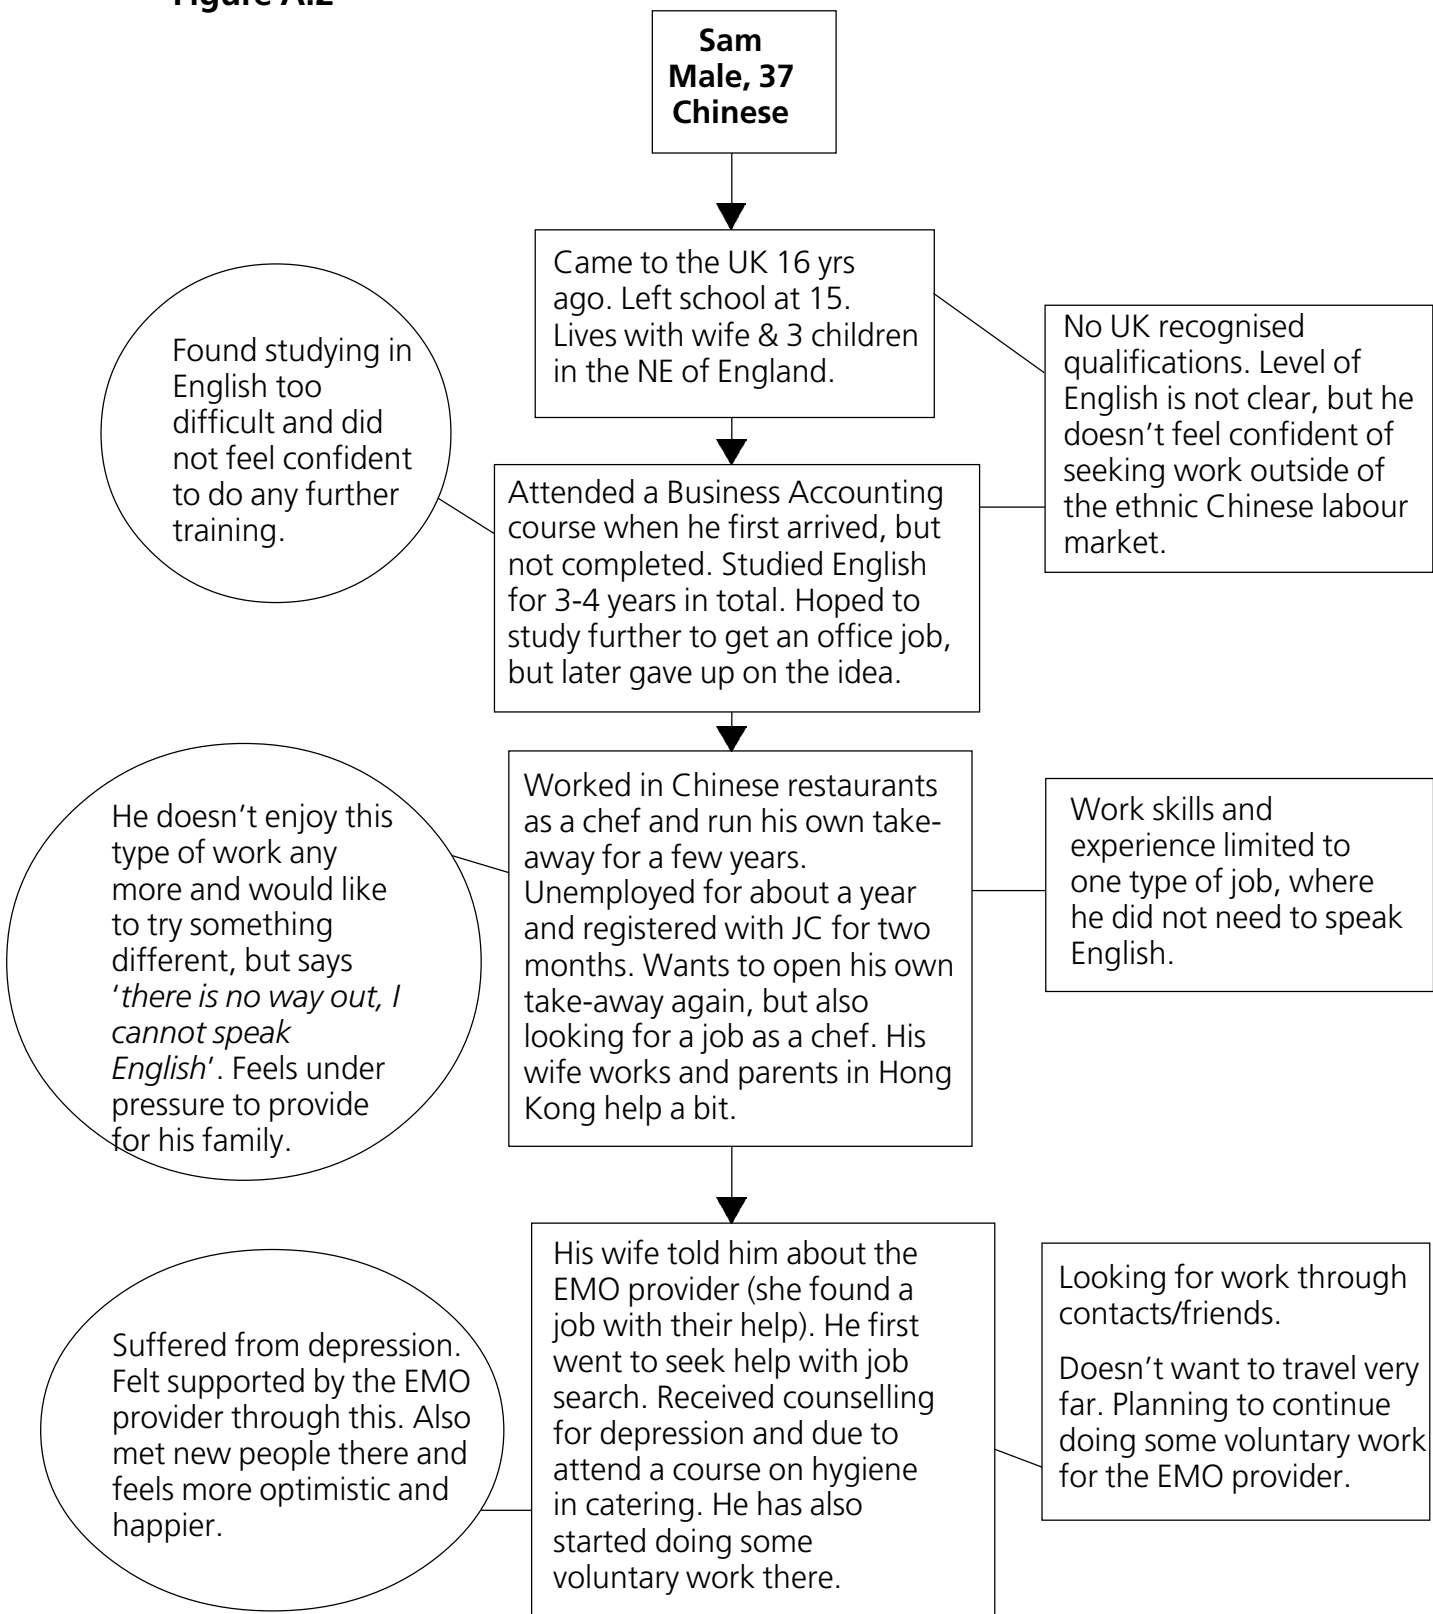 Figure A.2
Sam
Male, 37
Chinese
Came to the UK 16 yrs
ago. Left school at 15.
Lives with wife & 3 children
in the NE of England.
Found studying in
English too
difficult and did
not feel confident
to do any further
training.
No UK recognised
qualifications. Level of
English is not clear, but he
doesn't feel confident of
seeking work outside of
the ethnic Chinese labour
market.
Attended a Business Accounting
course when he first arrived, but
not completed. Studied English
for 3-4 years in total. Hoped to
study further to get an office job,
but later gave up on the idea.
He doesn't enjoy this
type of work any
more and would like
to try something
different, but says
'there is no way out, I
cannot speak
English'. Feels under
pressure to provide
for his family.
Worked in Chinese restaurants
as a chef and run his own take-
away for a few years.
Unemployed for about a year
and registered with JC for two
months. Wants to open his own
take-away again, but also
looking for a job as a chef. His
wife works and parents in Hong
Kong help a bit.
Work skills and
experience limited to
one type of job, where
he did not need to speak
English.
Suffered from depression.
Felt supported by the EMO
provider through this. Also
met new people there and
feels more optimistic and
happier.
His wife told him about the
EMO provider (she found a
job with their help). He first
went to seek help with job
search. Received counselling
for depression and due to
attend a course on hygiene
in catering. He has also
started doing some
voluntary work there.
Looking for work through
contacts/friends.
Doesn't want to travel very
far. Planning to continue
doing some voluntary work
for the EMO provider.